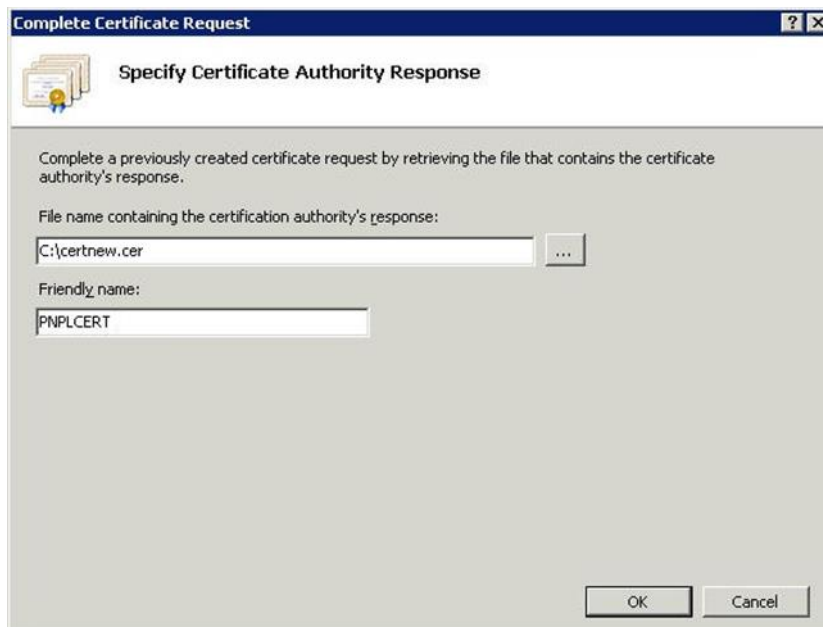 Complete Certificate Request
Specify Certificate Authority Response
Complete a previously created certificate request by retrieving the file that contains the certificate
authority's response.
File name containing the certification authority's response:
C:\certnew.cer
...
Friendly name:
PNPLCERT
OK Cancel